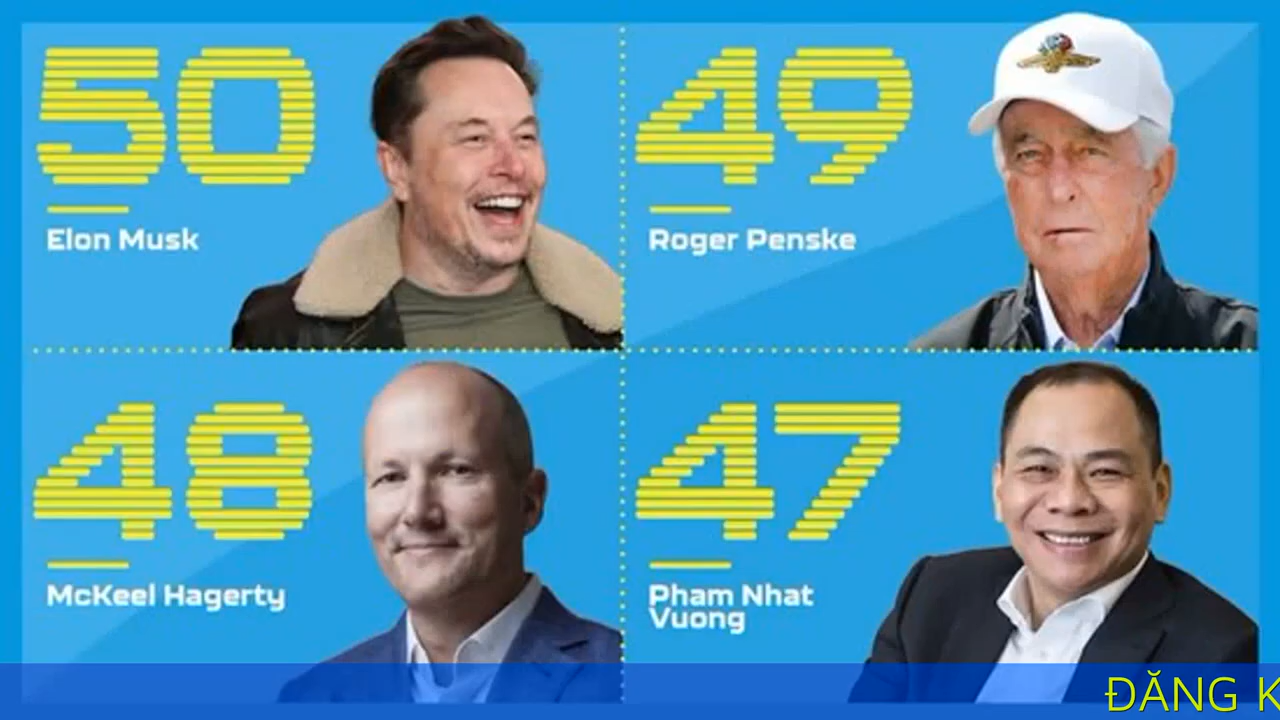 50
Elon Musk
49
Roger Penske
48
McKeel Hagerty
47
Pham Nhat
Vuong
ĐĂNG K